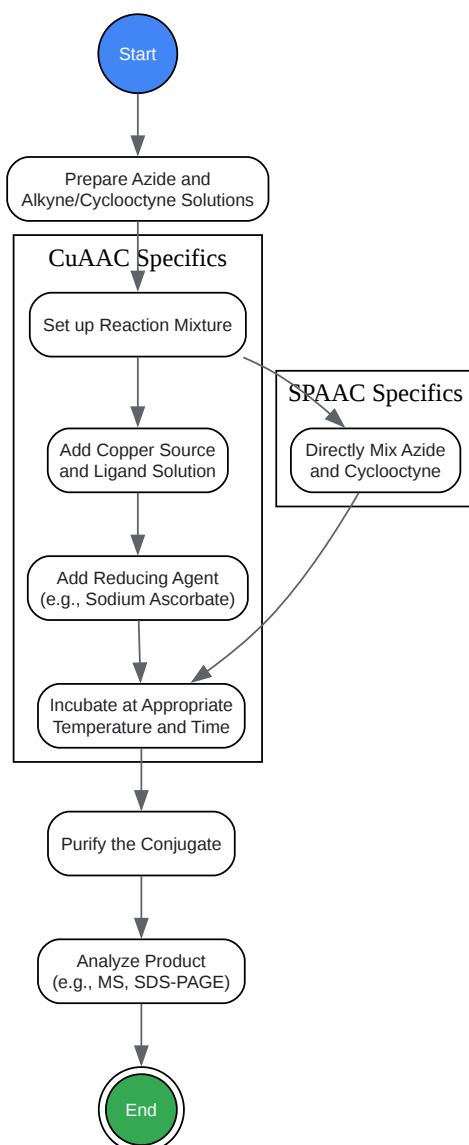 Start
Prepare Azide and
Alkyne/Cyclooctyne Solutions
CuAAC Specifics
Set up Reaction Mixture
SPAAC Specifics
Add Copper Source
and Ligand Solution
Directly Mix Azide
and Cyclooctyne
Add Reducing Agent
(e.g., Sodium Ascorbate)
Incubate at Appropriate
Temperature and Time
Purify the Conjugate
Analyze Product
(e.g., MS, SDS-PAGE)
End